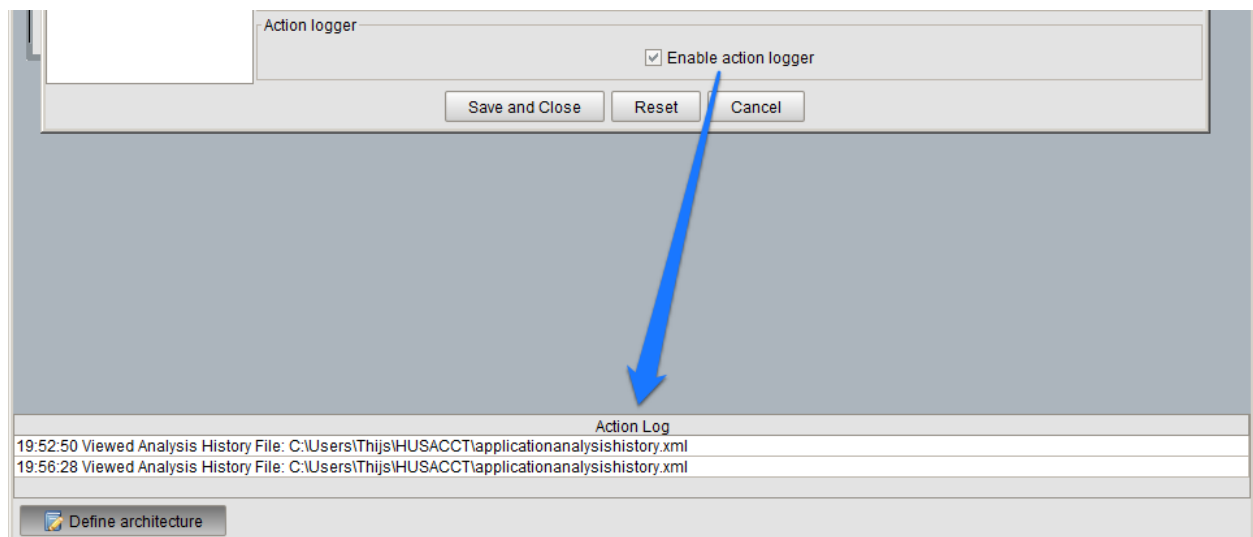 Action logger
Enable action logger
Save and Close Reset Cancel
Action Log
19:52:50 Viewed Analysis History File: C:\Users\Thijs\HUSACCT\applicationanalysishistory.xml
19:56:28 Viewed Analysis History File: C:\Users\Thijs\HUSACCT\applicationanalysishistory.xml
Define architecture